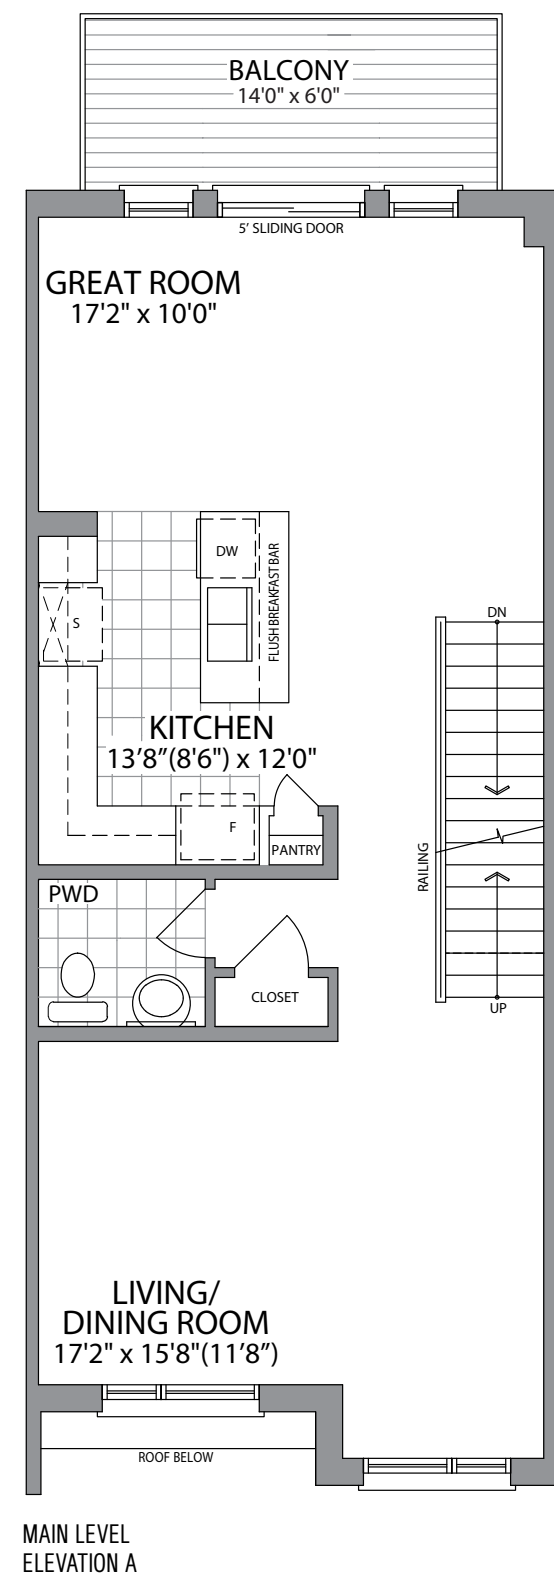 BALCONY
14'0" x 6'0"
5' SLIDING DOOR
GREAT ROOM
17'2" x 10'0"
DW
FLUSH BREAKFAST BAR
S
DN
KITCHEN
13'8"(8'6") x 12'0"
F
PANTRY
RAILING
PWD
CLOSET
UP
LIVING/
DINING ROOM
17'2" x 15'8"(11'8")
ROOF BELOW
MAIN LEVEL
ELEVATION A